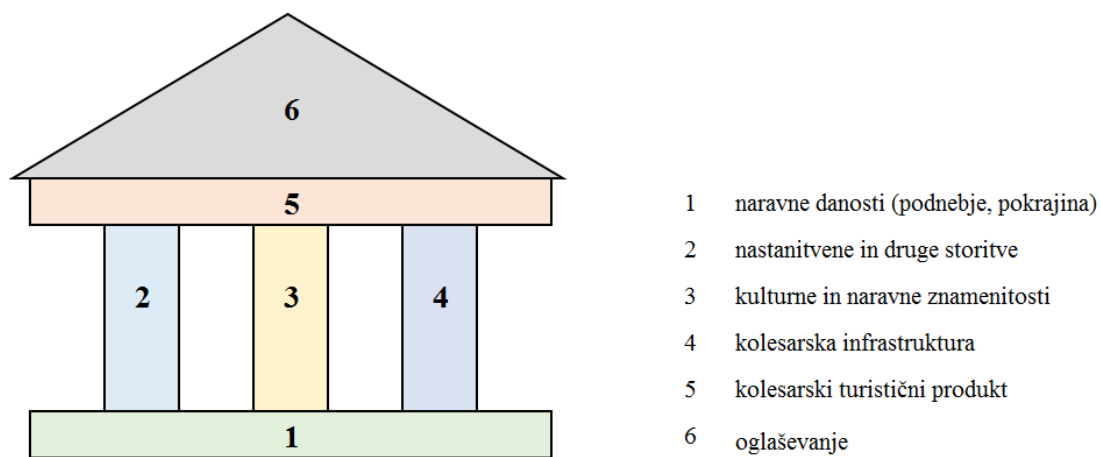 6
5
2 3 4
1
1 naravne danosti (podnebje, pokrajina)
2 nastanitvene in druge storitve
3 kulturne in naravne znamenitosti
4 kolesarska infrastruktura
5 kolesarski turistični produkt
6 oglaševanje